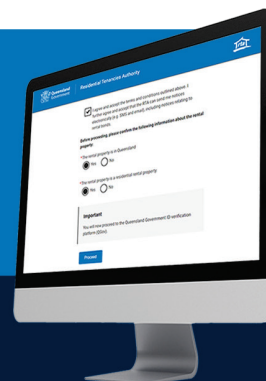 Queensland
Government
Residential Tenancies Authority
rta
I agree and accept the terms and conditions outlined above. I
further agree and accept that the RTA can send me notices
electronically (e.g. SMS and email), including notices relating to
rental bonds.
Before proceeding please confirm the following information about the rental
property.
*The rental property is in Queensland
Yes No
*The rental property is a residential rental property
Yes No
Important
You will now proceed to the Queensland Government ID verification
platform (QGov).
Proceed